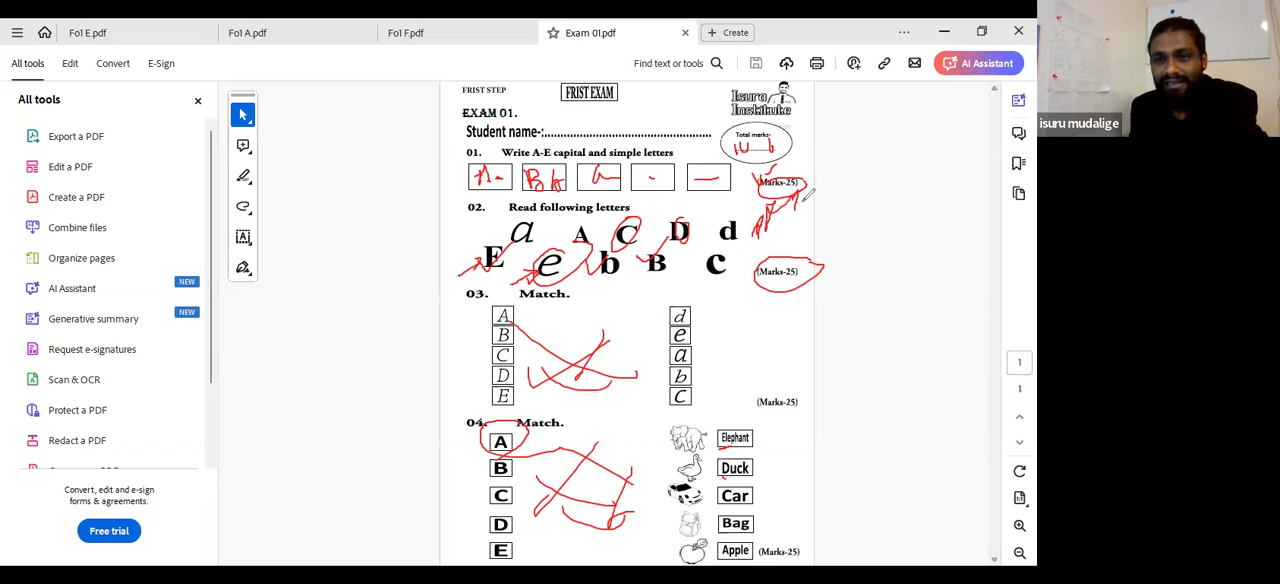 Fo1 E.pdf
Fo1 A.pdf
Fo1 F.pdf
Exam 01.pdf
Create
All tools
Edit
Convert
E-Sign
Find text or tools
AI Assistant
All tools
Export a PDF
Edit a PDF
Create a PDF
Combine files
Organize pages
AI Assistant NEW
Generative summary NEW
Request e-signatures
Scan & OCR
Protect a PDF
Redact a PDF
Convert, edit and e-sign
forms & agreements.
Free trial
FRIST STEP
FRIST EXAM
Isuru
Institute
EXAM 01.
Student name-:
Total marks-
01. Write A-E capital and simple letters
A
B b
(Marks-25)
02. Read following letters
a A C D d
E e b B c
(Marks-25)
03. Match.
A d
B e
C a
D b
E c
(Marks-25)
04. Match.
A Elephant
B Duck
C Car
D Bag
E Apple (Marks-25)
1
1
isuru mudalige